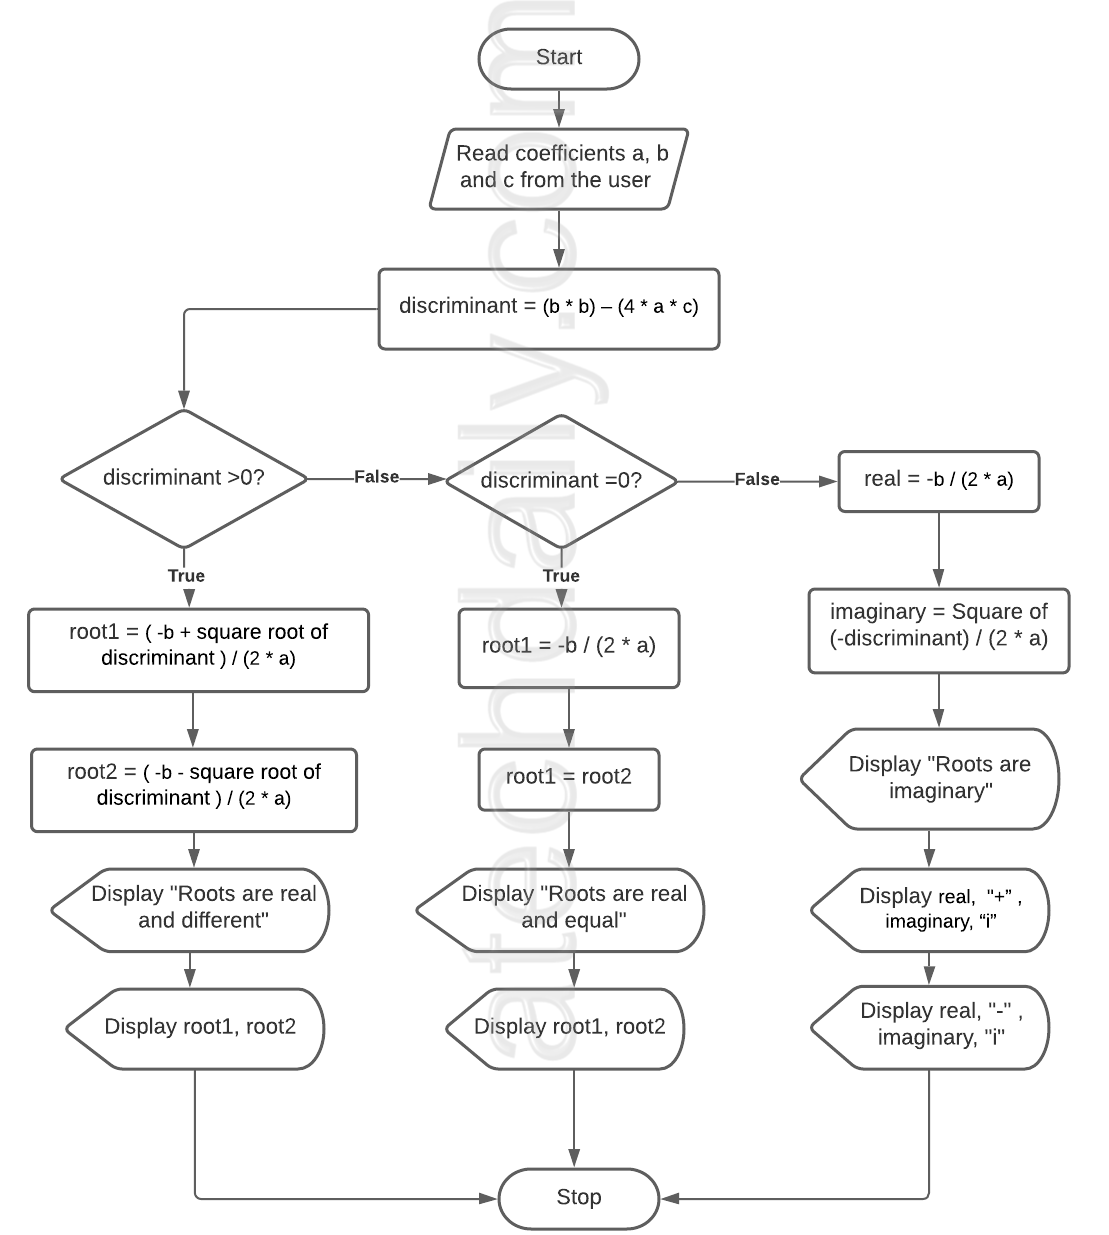 Start
Read coefficients a, b
and c from the user
discriminant = (b * b) – (4 * a * c)
discriminant >0?
False
discriminant =0?
False
real = -b / (2 * a)
True
True
root1 = ( -b + square root of
discriminant ) / (2 * a)
root1 = -b / (2 * a)
imaginary = Square of
(-discriminant) / (2 * a)
root2 = ( -b - square root of
discriminant ) / (2 * a)
root1 = root2
Display "Roots are
imaginary"
Display "Roots are real
and different"
Display "Roots are real
and equal"
Display real, "+” ,
imaginary, “i”
Display root1, root2
Display root1, root2
Display real, "-" ,
imaginary, "i"
Stop
atechdaily.com